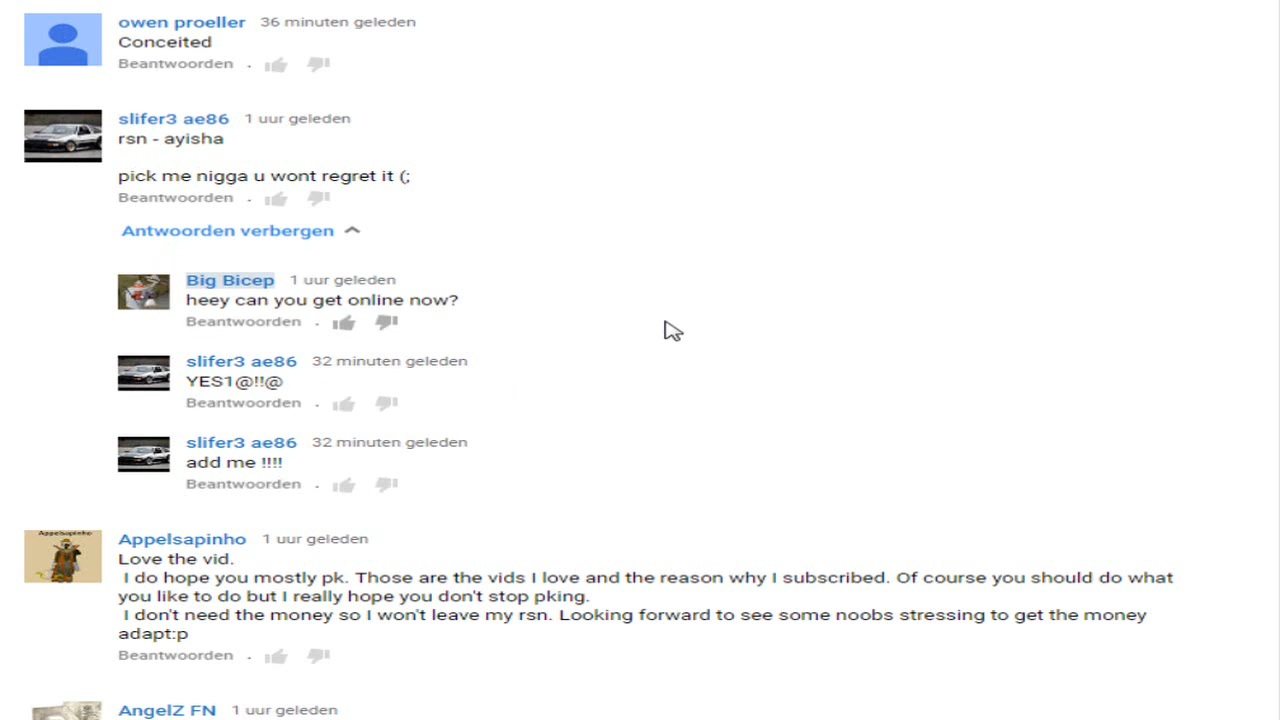 owen proeller 36 minuten geleden
Conceited
Beantwoorden .
slifer3 ae86 1 uur geleden
rsn - ayisha
pick me nigga u wont regret it (;
Beantwoorden .
Antwoorden verbergen
Big Bicep 1 uur geleden
heey can you get online now?
Beantwoorden .
slifer3 ae86 32 minuten geleden
YES1@!!@
Beantwoorden .
slifer3 ae86 32 minuten geleden
add me !!!!
Beantwoorden .
Appelsapinho
Appelsapinho 1 uur geleden
Love the vid.
I do hope you mostly pk. Those are the vids I love and the reason why I subscribed. Of course you should do what
you like to do but I really hope you don't stop pking.
I don't need the money so I won't leave my rsn. Looking forward to see some noobs stressing to get the money
adapt:p
Beantwoorden .
AngelZ FN 1 uur geleden